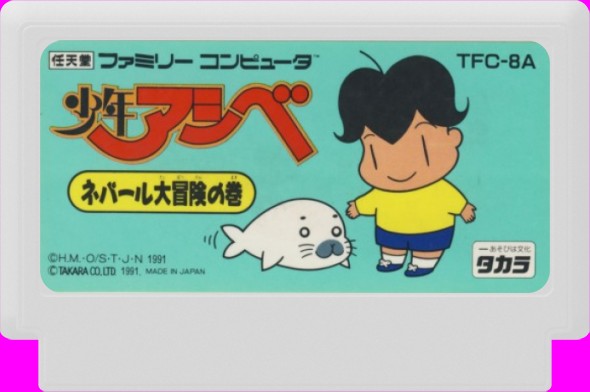 任天堂 ファミリー コンピュータ™
TFC-8A
少年アシベ
ネパール大冒険の巻
©H.M.-O/S・T・J・N 1991
©TAKARA CO.,LTD. 1991, MADE IN JAPAN
あそびは文化
タカラ